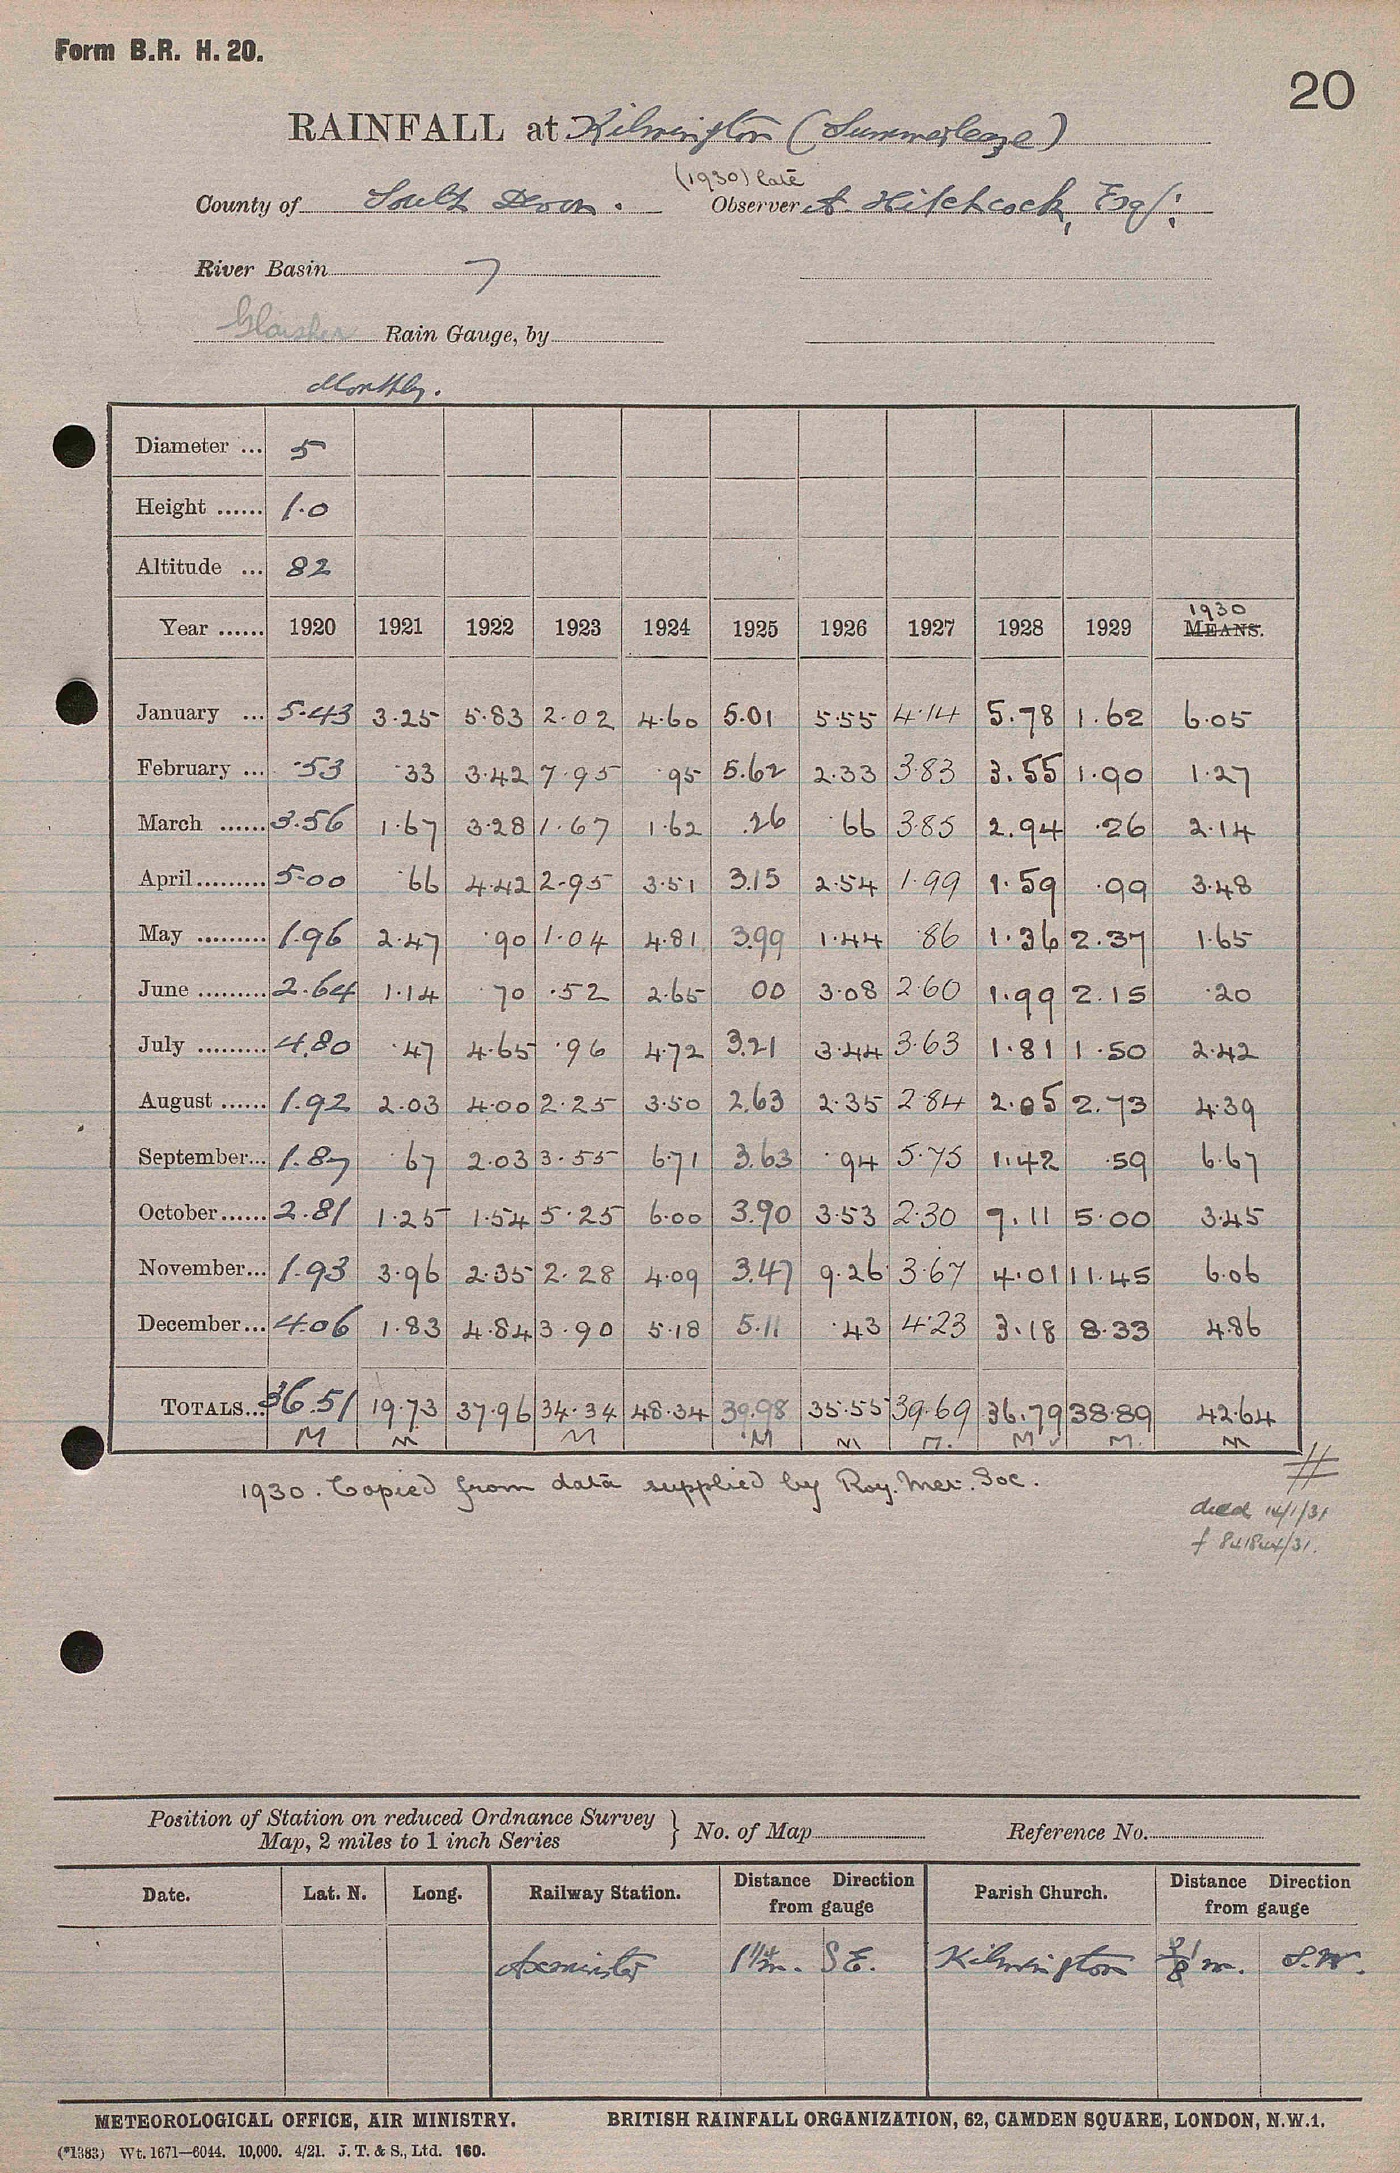 Form B.R. H. 20.
20
RAINFALL at Kilmington (Summerleaze)
(1930) late
County of South Devon. Observer A. Hitchcock, Esq:
River Basin 7
Glaisher Rain Gauge, by
Monthly.
Diameter ... 5
Height ...... 1.0
Altitude ... 82
1930
Year ...... 1920 1921 1922 1923 1924 1925 1926 1927 1928 1929 MEANS.
January ... 5.43 3.25 5.83 2.02 4.60 5.01 5.55 4.14 5.78 1.62 6.05
February ... .53 .33 3.42 7.95 .95 5.62 2.33 3.83 3.55 1.90 1.27
March ...... 3.56 1.67 3.28 1.67 1.62 .26 .66 3.85 2.94 .26 2.14
April ......... 5.00 .66 4.42 2.95 3.51 3.15 2.54 1.99 1.59 .99 3.48
May ......... 1.96 2.47 .90 1.04 4.81 3.99 1.44 .86 1.36 2.37 1.65
June ......... 2.64 1.14 .70 .52 2.65 00 3.08 2.60 1.99 2.15 .20
July ......... 4.80 .47 4.65 .96 4.72 3.21 3.44 3.63 1.81 1.50 2.42
August ...... 1.92 2.03 4.00 2.25 3.50 2.63 2.35 2.84 2.05 2.73 4.39
September... 1.87 .67 2.03 3.55 6.71 3.63 .94 5.75 1.42 .59 6.67
October...... 2.81 1.25 1.54 5.25 6.00 3.90 3.53 2.30 7.11 5.00 3.45
November... 1.93 3.96 2.35 2.28 4.09 3.47 9.26 3.67 4.01 11.45 6.06
December... 4.06 1.83 4.84 3.90 5.18 5.11 .43 4.23 3.18 8.33 4.86
TOTALS... 36.51 19.73 37.96 34.34 48.34 39.98 35.55 39.69 36.79 38.89 42.64
M M M M M M. M ✓ M. M
1930. Copied from data supplied by Roy. Met. Soc.
died 14/1/31
f 841844/31.
Position of Station on reduced Ordnance Survey
Map, 2 miles to 1 inch Series } No. of Map Reference No.
Date. Lat. N. Long. Railway Station. Distance Direction from gauge Parish Church. Distance Direction from gauge
Axminster 1 1/4 m. SE. Kilmington 3/8 m. S.W.
METEOROLOGICAL OFFICE, AIR MINISTRY. BRITISH RAINFALL ORGANIZATION, 62, CAMDEN SQUARE, LONDON, N.W.1.
(*1383) Wt. 1671—6044. 10,000. 4/21. J. T. & S., Ltd. 160.